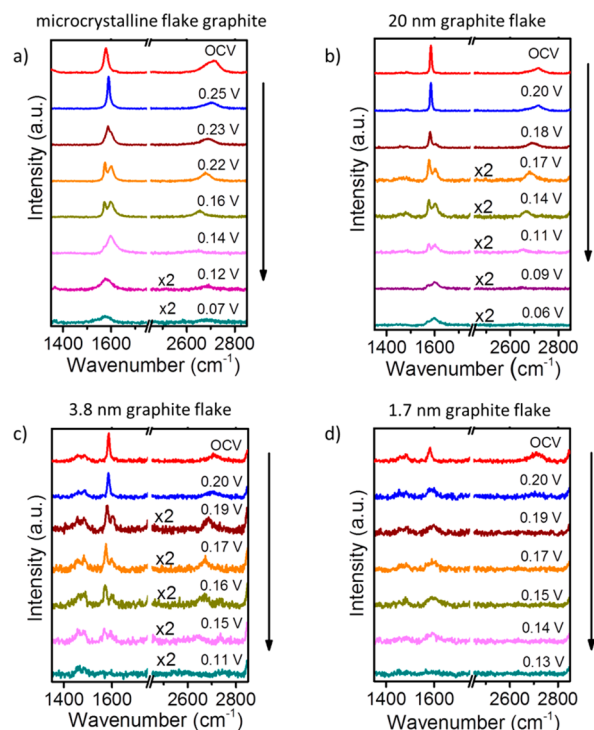 microcrystalline flake graphite
a)
Intensity (a.u.)
OCV
0.25 V
0.23 V
0.22 V
0.16 V
0.14 V
x2 0.12 V
x2 0.07 V
1400 1600 2600 2800
Wavenumber (cm⁻¹)
20 nm graphite flake
b)
Intensity (a.u.)
OCV
0.20 V
0.18 V
x2 0.17 V
x2 0.14 V
x2 0.11 V
x2 0.09 V
x2 0.06 V
1400 1600 2600 2800
Wavenumber (cm⁻¹)
3.8 nm graphite flake
c)
Intensity (a.u.)
OCV
0.20 V
x2 0.19 V
x2 0.17 V
x2 0.16 V
x2 0.15 V
x2 0.11 V
1400 1600 2600 2800
Wavenumber (cm⁻¹)
1.7 nm graphite flake
d)
Intensity (a.u.)
OCV
0.20 V
0.19 V
0.17 V
0.15 V
0.14 V
0.13 V
1400 1600 2600 2800
Wavenumber (cm⁻¹)